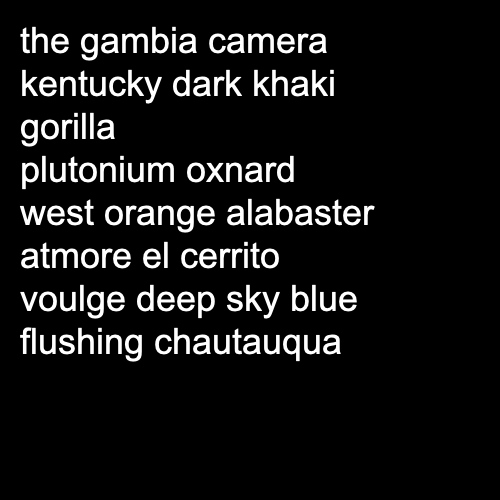 the gambia camera
kentucky dark khaki
gorilla
plutonium oxnard
west orange alabaster
atmore el cerrito
voulge deep sky blue
flushing chautauqua